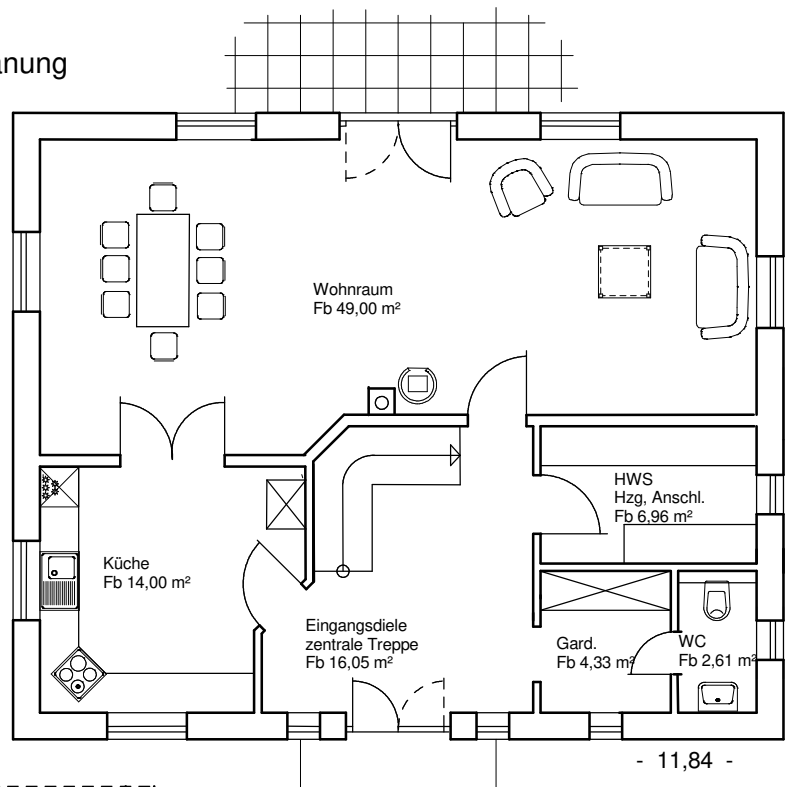 anung
Wohnraum
Fb 49,00 m²
HWS
Hzg, Anschl.
Fb 6,96 m²
Küche
Fb 14,00 m²
Eingangsdiele
zentrale Treppe
Fb 16,05 m²
Gard.
Fb 4,33 m²
WC
Fb 2,61 m²
- 11,84 -